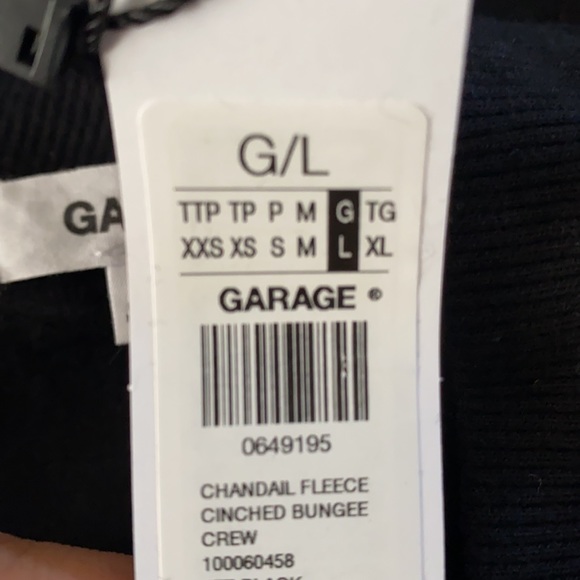 G/L
TTP TP P M G TG
XXS XS S M L XL
GA
GARAGE ®
0649195
CHANDAIL FLEECE
CINCHED BUNGEE
CREW
100060458